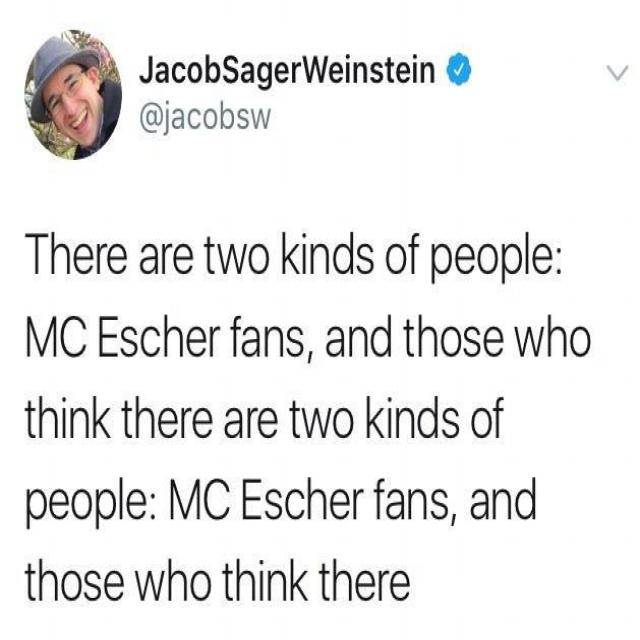 JacobSagerWeinstein
@jacobsw
There are two kinds of people:
MC Escher fans, and those who
think there are two kinds of
people: MC Escher fans, and
those who think there